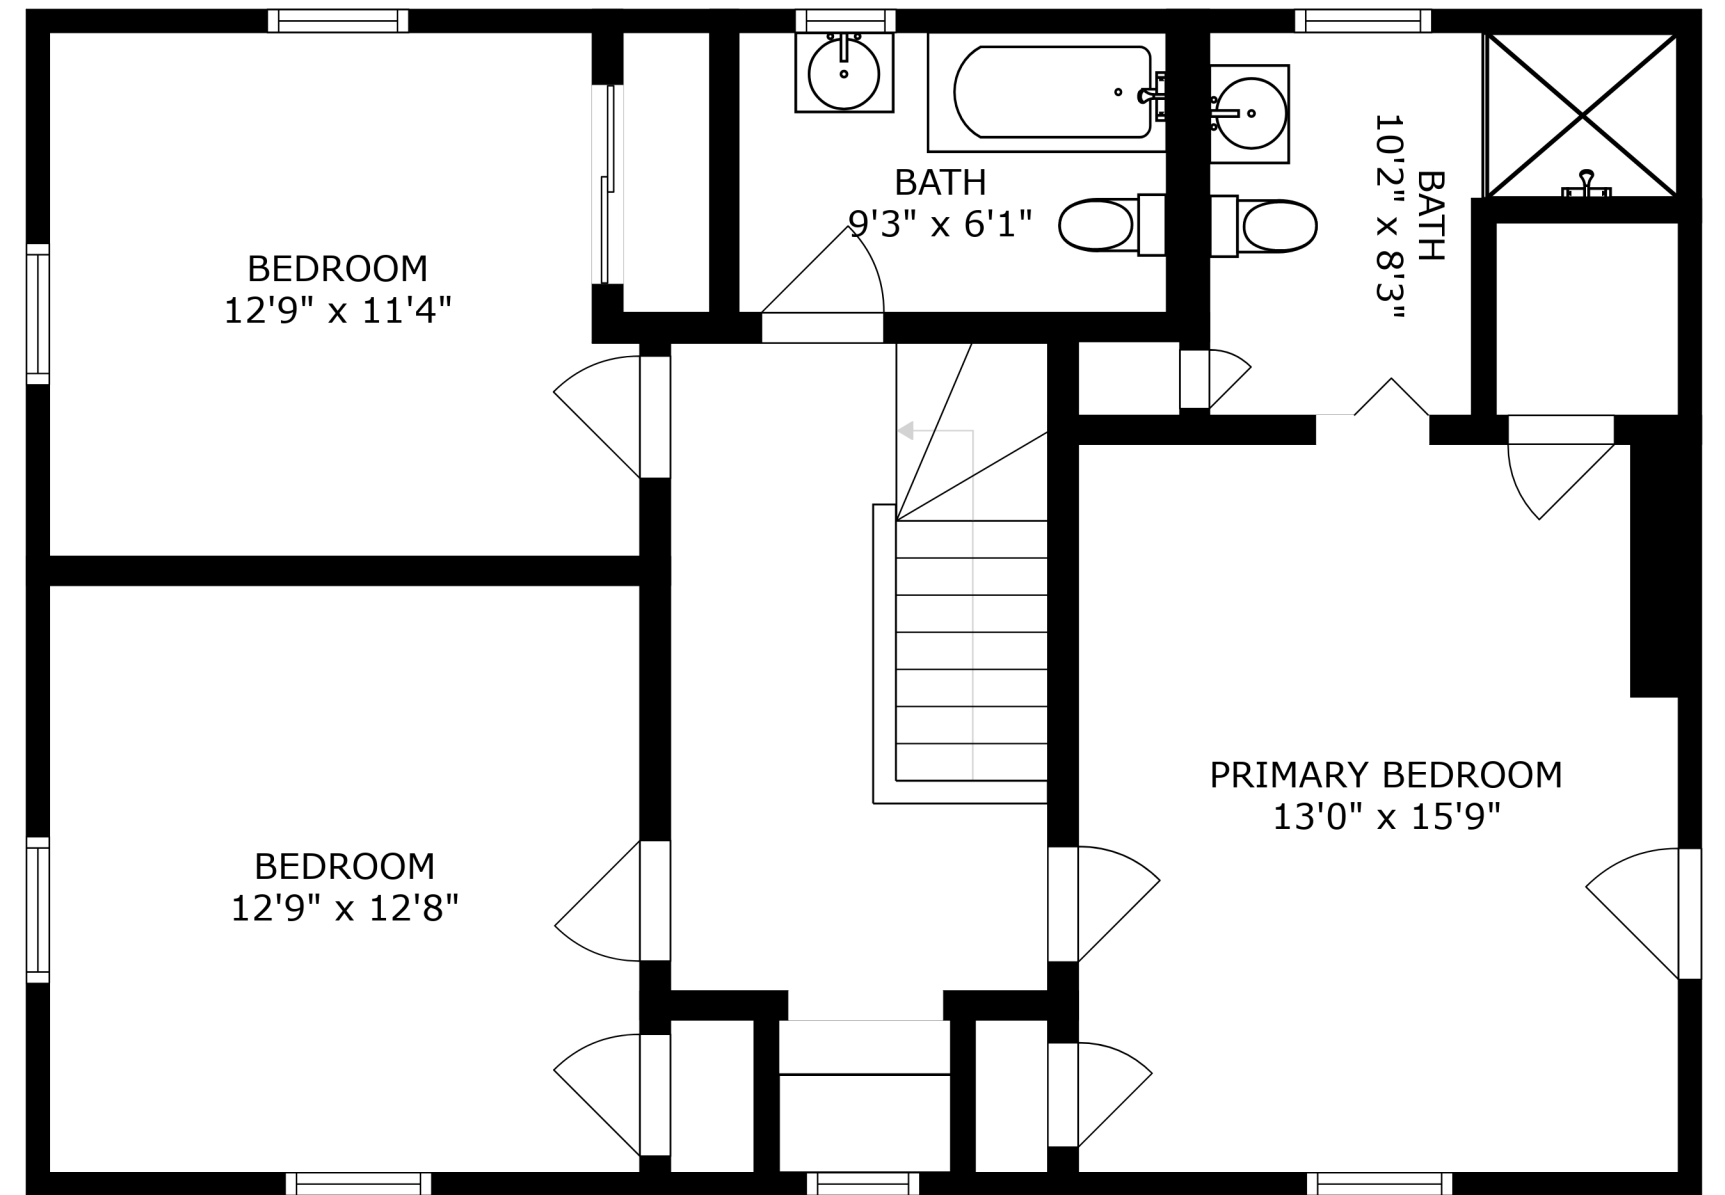 BATH
9'3" x 6'1"
BATH
10'2" x 8'3"
BEDROOM
12'9" x 11'4"
PRIMARY BEDROOM
13'0" x 15'9"
BEDROOM
12'9" x 12'8"